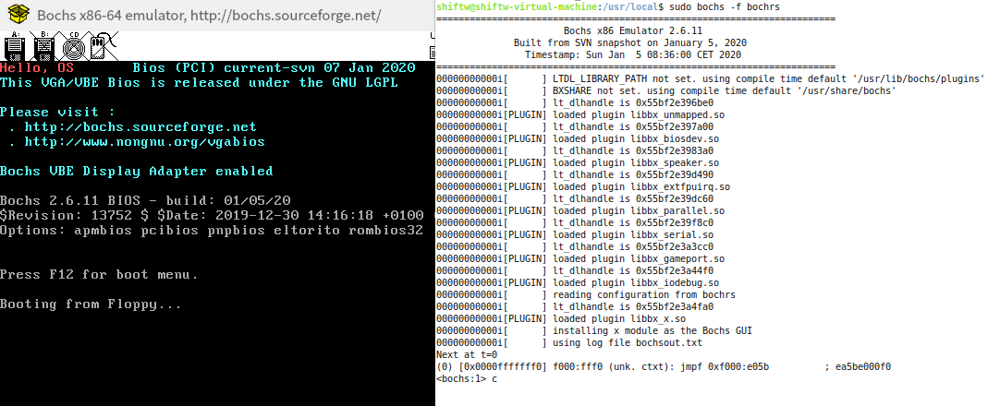 Bochs x86-64 emulator, http://bochs.sourceforge.net/
A:
B:
CD
Hello, OS Bios (PCI) current-svn 07 Jan 2020
This VGA/VBE Bios is released under the GNU LGPL
Please visit :
. http://bochs.sourceforge.net
. http://www.nongnu.org/vgabios
Bochs VBE Display Adapter enabled
Bochs 2.6.11 BIOS - build: 01/05/20
$Revision: 13752 $ $Date: 2019-12-30 14:16:18 +0100
Options: apmbios pcibios pnpbios eltorito rombios32
Press F12 for boot menu.
Booting from Floppy...
shiftw@shiftw-virtual-machine:/usr/local$ sudo bochs -f bochrs
========================================================================
Bochs x86 Emulator 2.6.11
Built from SVN snapshot on January 5, 2020
Timestamp: Sun Jan  5 08:36:00 CET 2020
========================================================================
00000000000i[      ] LTDL_LIBRARY_PATH not set. using compile time default '/usr/lib/bochs/plugins'
00000000000i[      ] BXSHARE not set. using compile time default '/usr/share/bochs'
00000000000i[      ] lt_dlhandle is 0x55bf2e396be0
00000000000i[PLUGIN] loaded plugin libbx_unmapped.so
00000000000i[      ] lt_dlhandle is 0x55bf2e397a00
00000000000i[PLUGIN] loaded plugin libbx_biosdev.so
00000000000i[      ] lt_dlhandle is 0x55bf2e3983a0
00000000000i[PLUGIN] loaded plugin libbx_speaker.so
00000000000i[      ] lt_dlhandle is 0x55bf2e39d490
00000000000i[PLUGIN] loaded plugin libbx_extfpuirq.so
00000000000i[      ] lt_dlhandle is 0x55bf2e39dc60
00000000000i[PLUGIN] loaded plugin libbx_parallel.so
00000000000i[      ] lt_dlhandle is 0x55bf2e39f8c0
00000000000i[PLUGIN] loaded plugin libbx_serial.so
00000000000i[      ] lt_dlhandle is 0x55bf2e3a3cc0
00000000000i[PLUGIN] loaded plugin libbx_gameport.so
00000000000i[      ] lt_dlhandle is 0x55bf2e3a44f0
00000000000i[PLUGIN] loaded plugin libbx_iodebug.so
00000000000i[      ] reading configuration from bochrs
00000000000i[      ] lt_dlhandle is 0x55bf2e3a4fa0
00000000000i[PLUGIN] loaded plugin libbx_x.so
00000000000i[      ] installing x module as the Bochs GUI
00000000000i[      ] using log file bochsout.txt
Next at t=0
(0) [0x0000fffffff0] f000:fff0 (unk. ctxt): jmpf 0xf000:e05b          ; ea5be000f0
<bochs:1> c